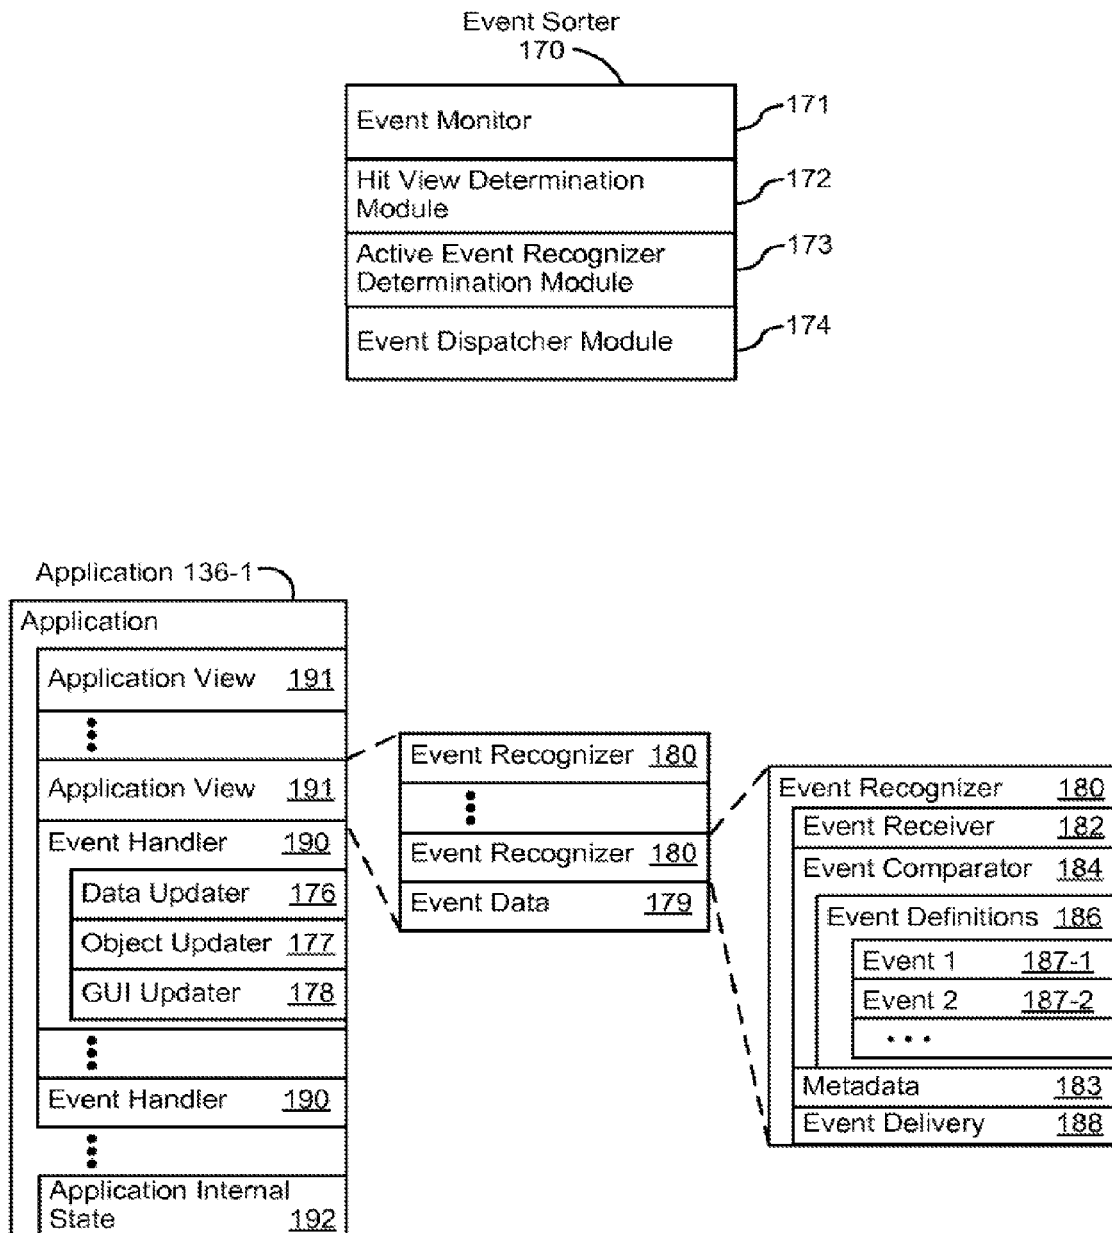 Event Sorter
170
Event Monitor
171
Hit View Determination
Module
172
Active Event Recognizer
Determination Module
173
Event Dispatcher Module
174
Application 136-1
Application
Application View 191
Application View 191
Event Handler 190
Data Updater 176
Object Updater 177
GUI Updater 178
Event Handler 190
Application Internal
State 192
Event Recognizer 180
Event Recognizer 180
Event Data 179
Event Recognizer 180
Event Receiver 182
Event Comparator 184
Event Definitions 186
Event 1 187-1
Event 2 187-2
• • •
Metadata 183
Event Delivery 188